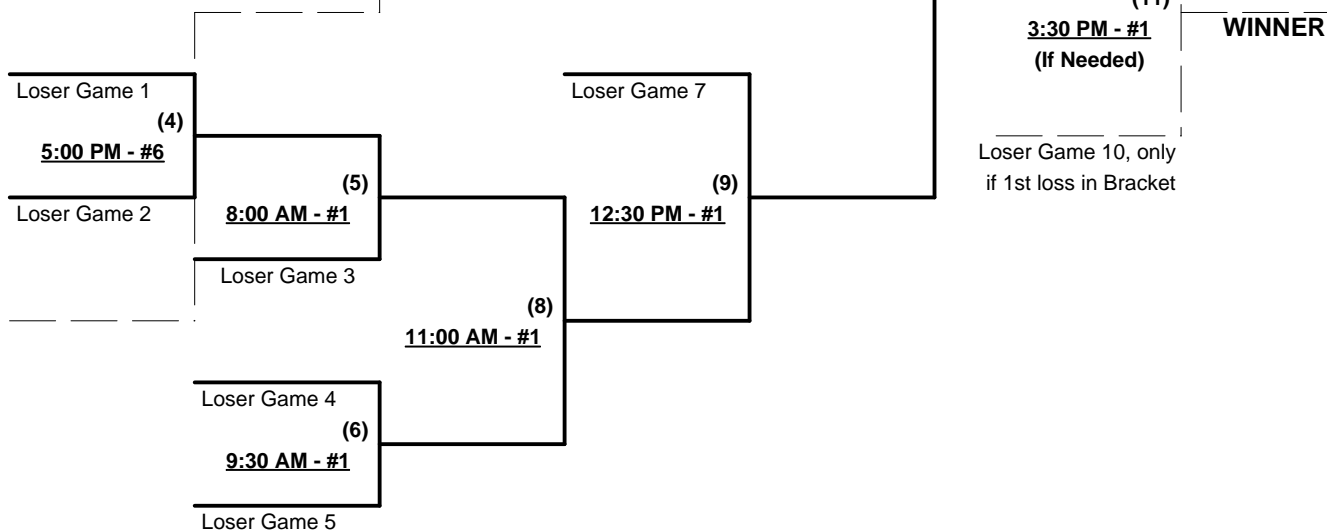 (11)
3:30 PM - #1
WINNER
(If Needed)
Loser Game 1
Loser Game 7
(4)
5:00 PM - #6
Loser Game 10, only
if 1st loss in Bracket
(5)
(9)
Loser Game 2
8:00 AM - #1
12:30 PM - #1
Loser Game 3
(8)
11:00 AM - #1
Loser Game 4
(6)
9:30 AM - #1
Loser Game 5